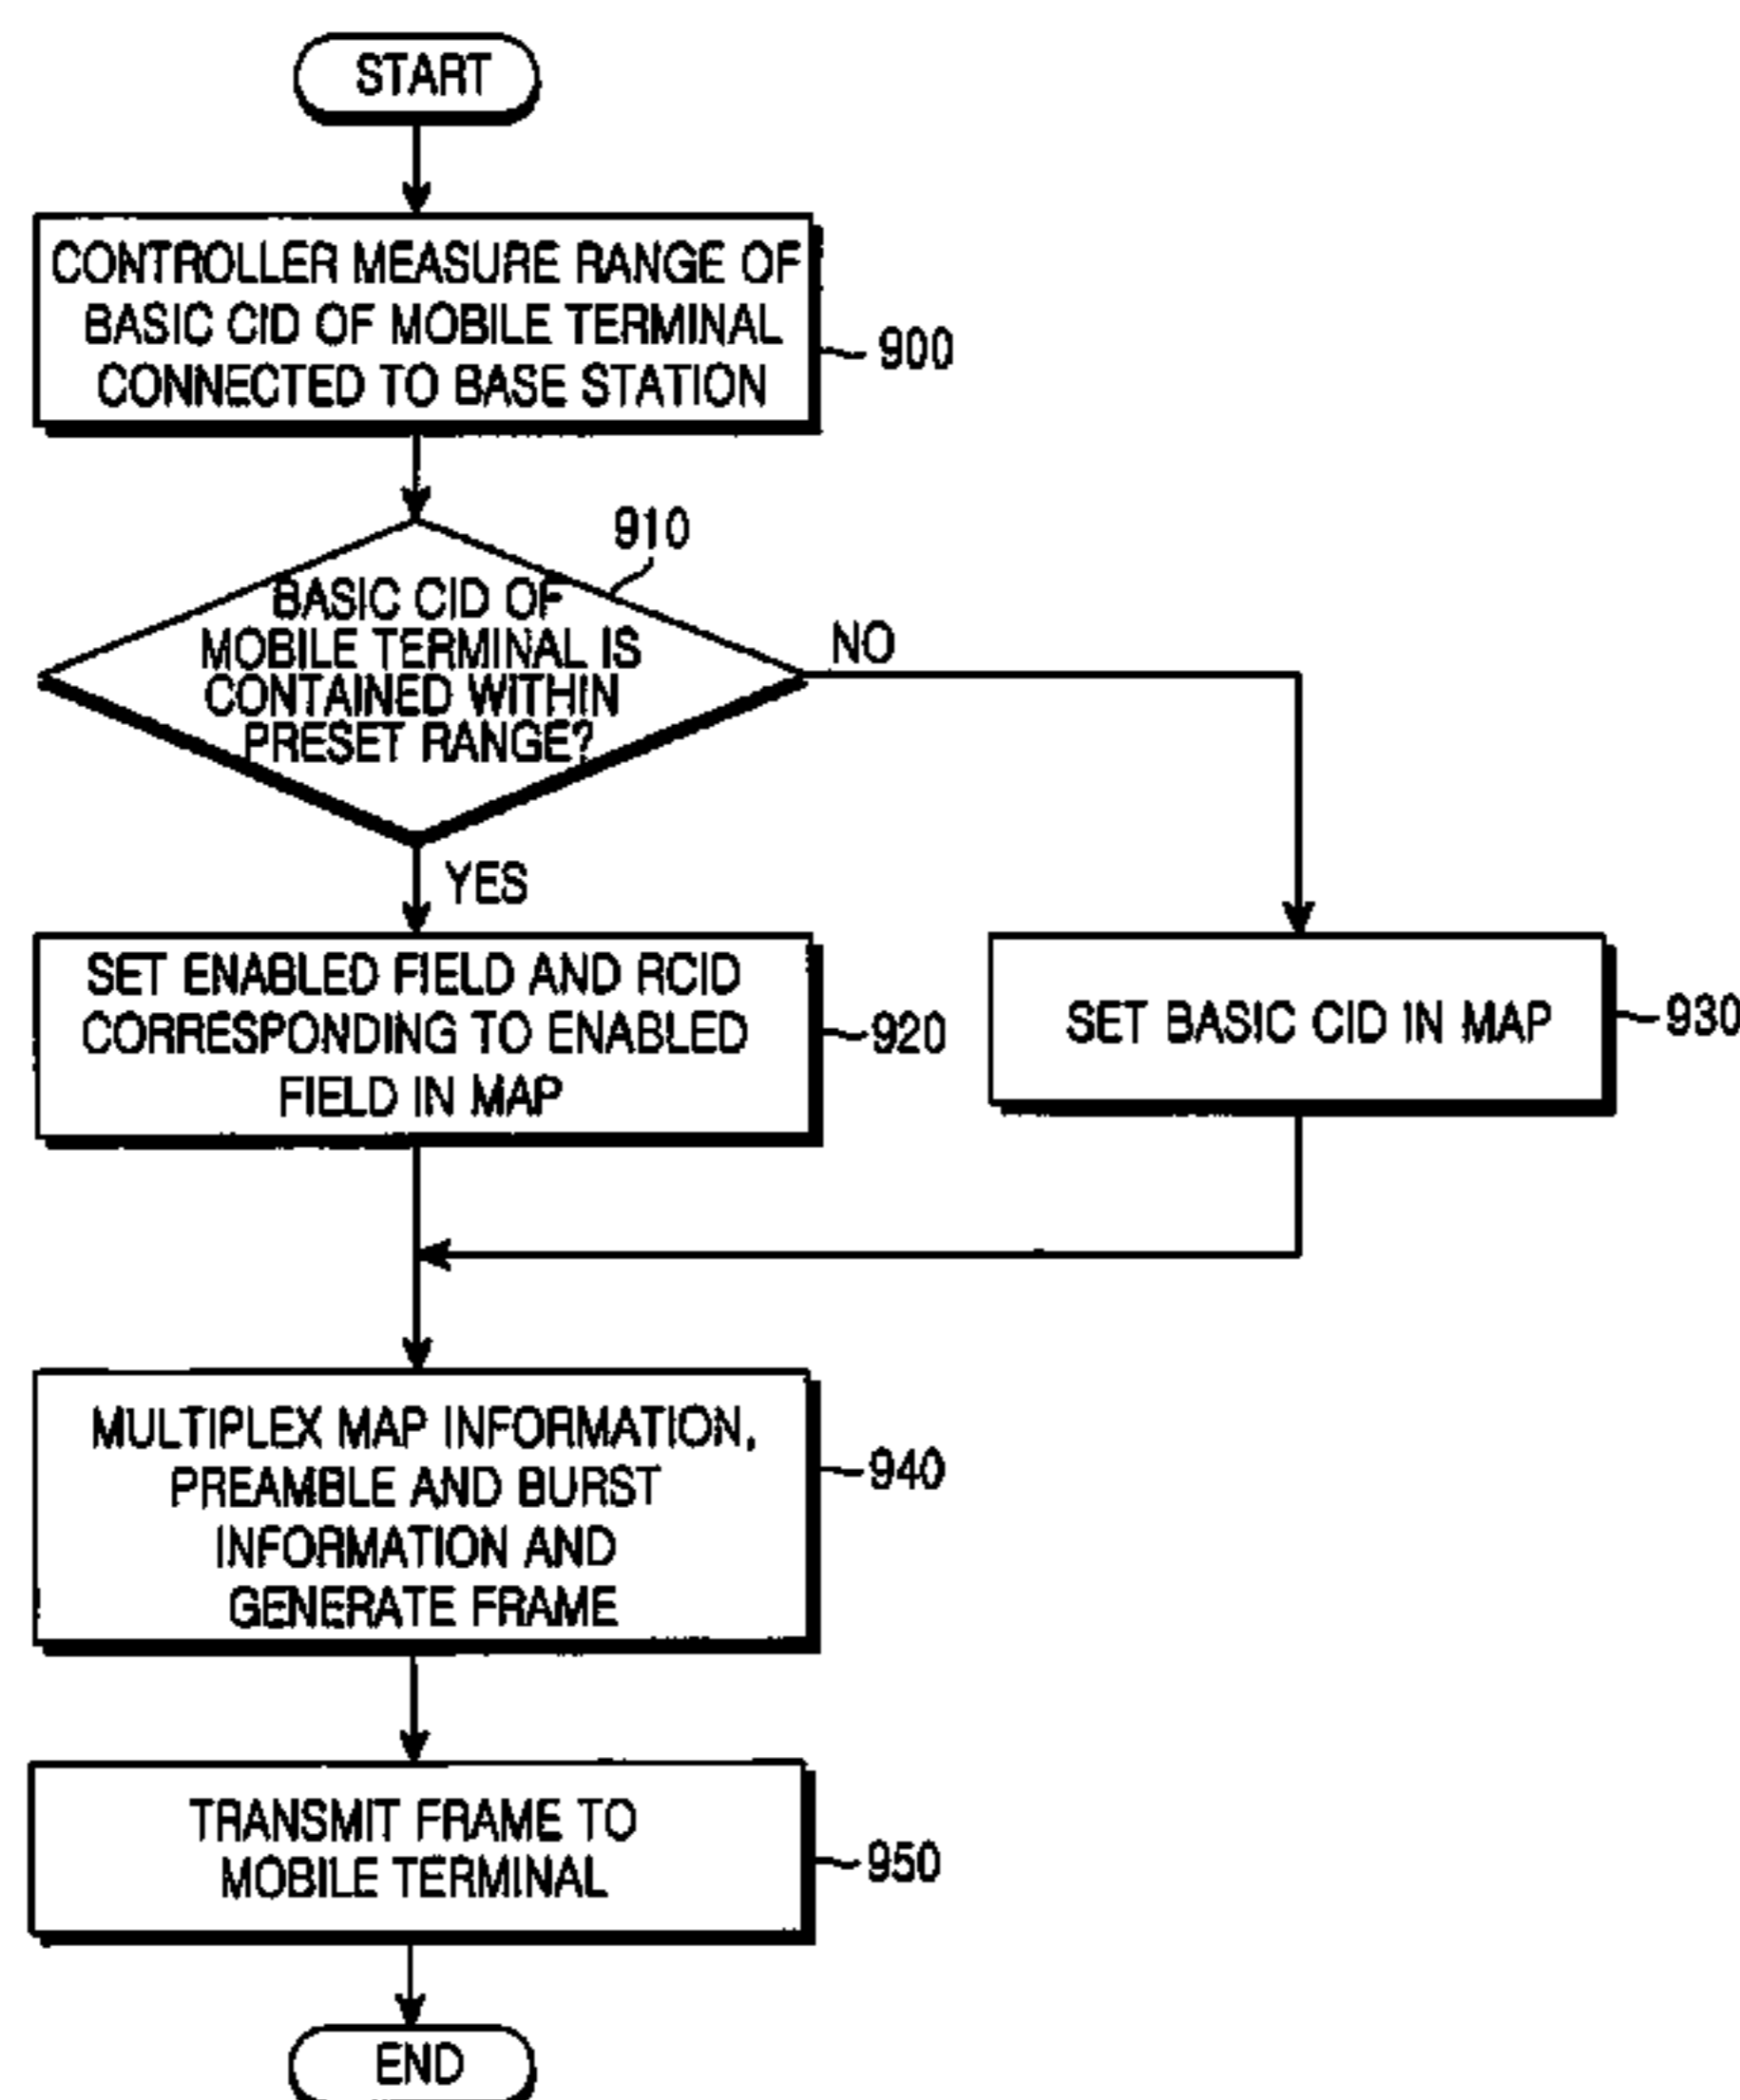 START
CONTROLLER MEASURE RANGE OF
BASIC CID OF MOBILE TERMINAL
CONNECTED TO BASE STATION
900
910
BASIC CID OF
MOBILE TERMINAL IS
CONTAINED WITHIN
PRESET RANGE?
NO
YES
SET ENABLED FIELD AND RCID
CORRESPONDING TO ENABLED
FIELD IN MAP
920
SET BASIC CID IN MAP
930
MULTIPLEX MAP INFORMATION,
PREAMBLE AND BURST
INFORMATION AND
GENERATE FRAME
940
TRANSMIT FRAME TO
MOBILE TERMINAL
950
END